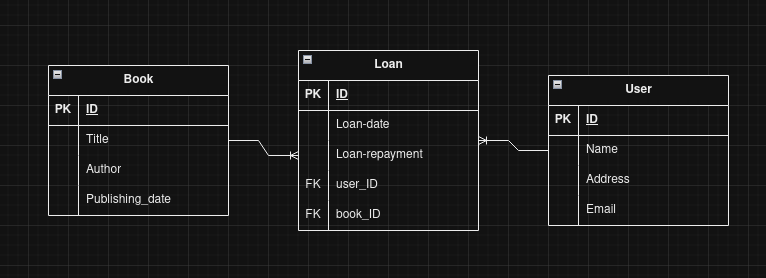 Book
PK ID
Title
Author
Publishing_date
Loan
PK ID
Loan-date
Loan-repayment
FK user_ID
FK book_ID
User
PK ID
Name
Address
Email